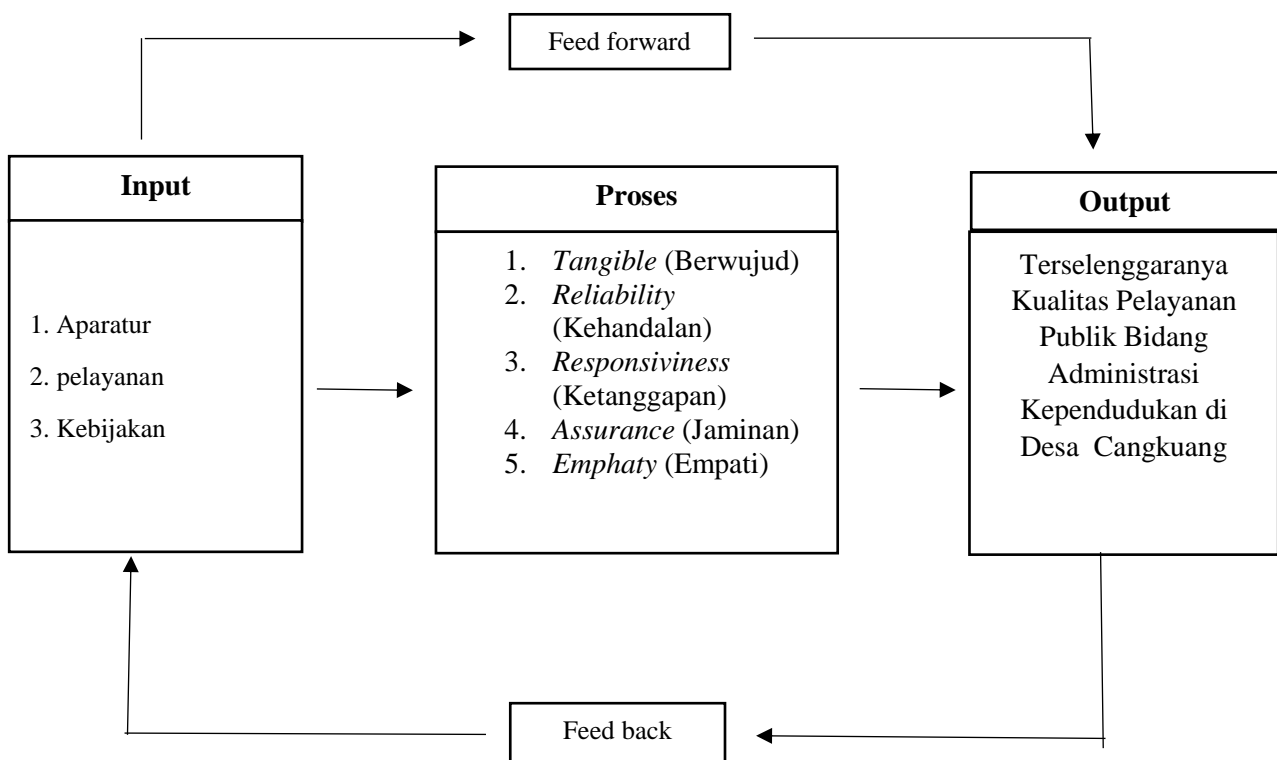 Feed forward
Input
1. Aparatur
2. pelayanan
3. Kebijakan
Proses
1. Tangible (Berwujud)
2. Reliability
(Kehandalan)
3. Responsiviness
(Ketanggapan)
4. Assurance (Jaminan)
5. Emphaty (Empati)
Output
Terselenggaranya
Kualitas Pelayanan
Publik Bidang
Administrasi
Kependudukan di
Desa Cangkuang
Feed back